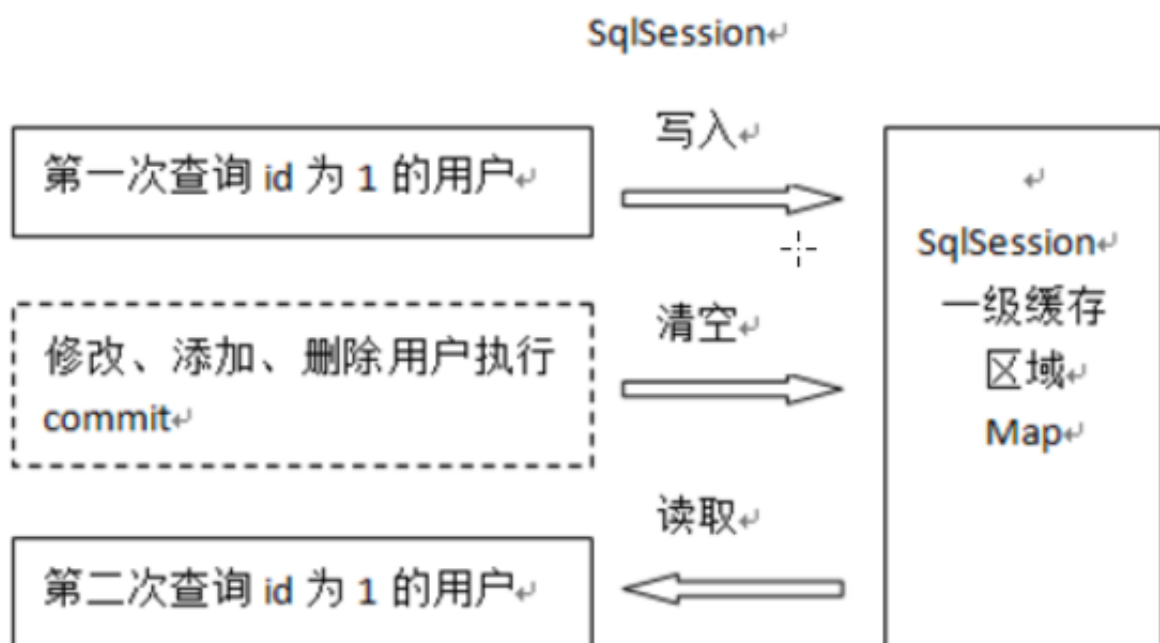 SqlSession
写入
第一次查询 id 为 1 的用户
SqlSession
一级缓存
区域
Map
清空
修改、添加、删除用户执行
commit
读取
第二次查询 id 为 1 的用户